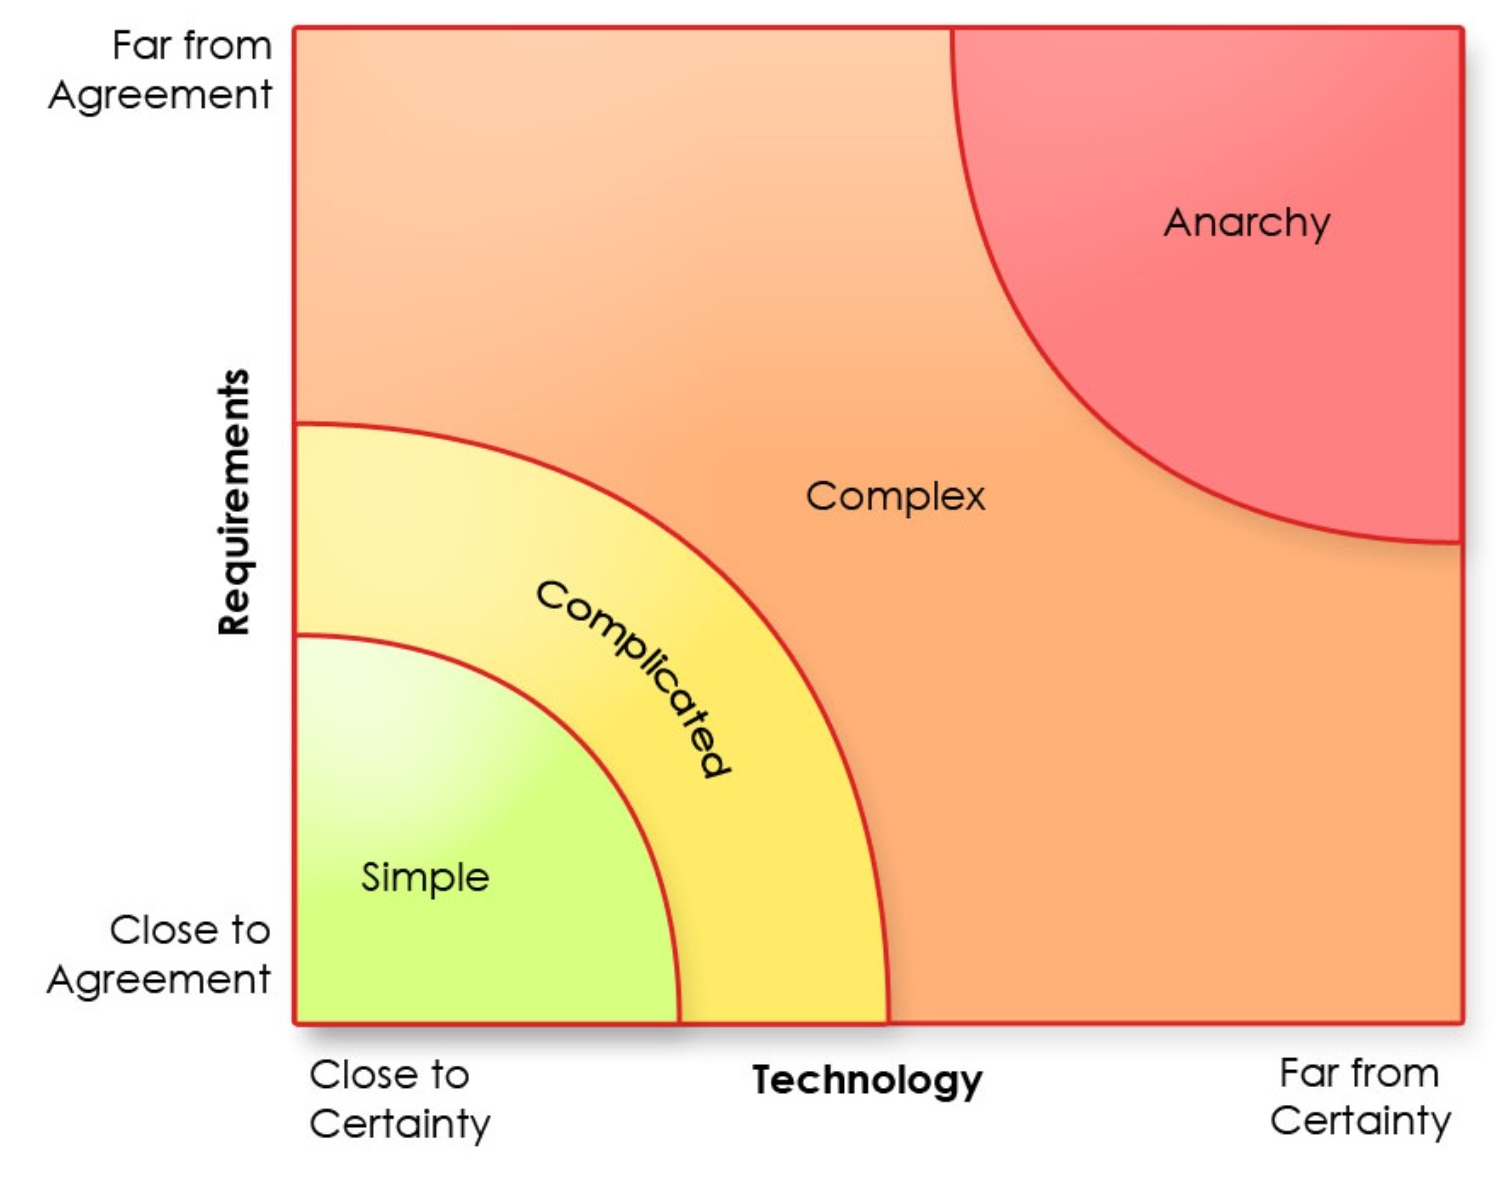 Far from
Agreement
Anarchy
Requirements
Complex
Complicated
Simple
Close to
Agreement
Close to
Certainty
Technology
Far from
Certainty